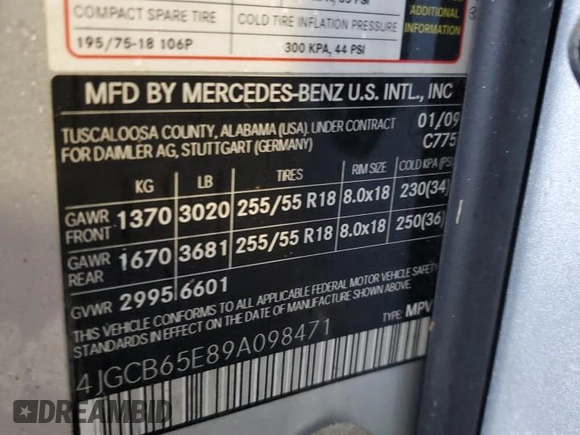 COMPACT SPARE TIRE
COLD TIRE INFLATION PRESSURE
195/75-18 106P
300 KPA, 44 PSI
ADDITIONAL
INFORMATION
MFD BY MERCEDES-BENZ U.S. INTL., INC
TUSCALOOSA COUNTY, ALABAMA (USA). UNDER CONTRACT 01/09
FOR DAIMLER AG, STUTTGART (GERMANY) C775
KG LB TIRES RIM SIZE COLD KPA (PSI
GAWR FRONT 1370 3020 255/55 R18 8.0x18 230(34)
GAWR REAR 1670 3681 255/55 R18 8.0x18 250(36)
GVWR 2995 6601
THIS VEHICLE CONFORMS TO ALL APPLICABLE FEDERAL MOTOR VEHICLE SAFETY
IN EFFECT ON THE DATE OF MANUFACTURE SHOWN ABOVE.
TYPE: MPV
4JGCB65E89A098471
DREAMBID